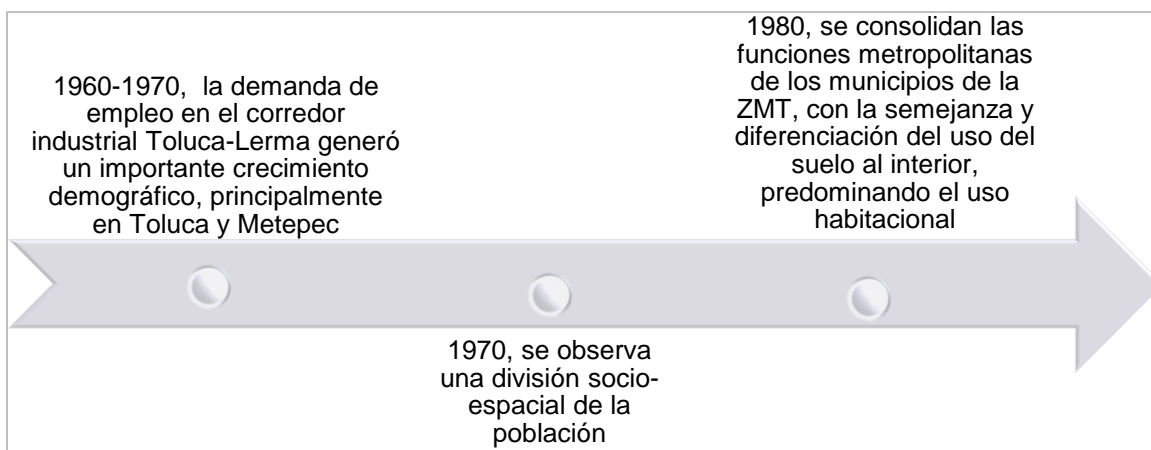 1960-1970, la demanda de
empleo en el corredor
industrial Toluca-Lerma generó
un importante crecimiento
demográfico, principalmente
en Toluca y Metepec
1970, se observa
una división socio-
espacial de la
población
1980, se consolidan las
funciones metropolitanas
de los municipios de la
ZMT, con la semejanza y
diferenciación del uso del
suelo al interior,
predominando el uso
habitacional